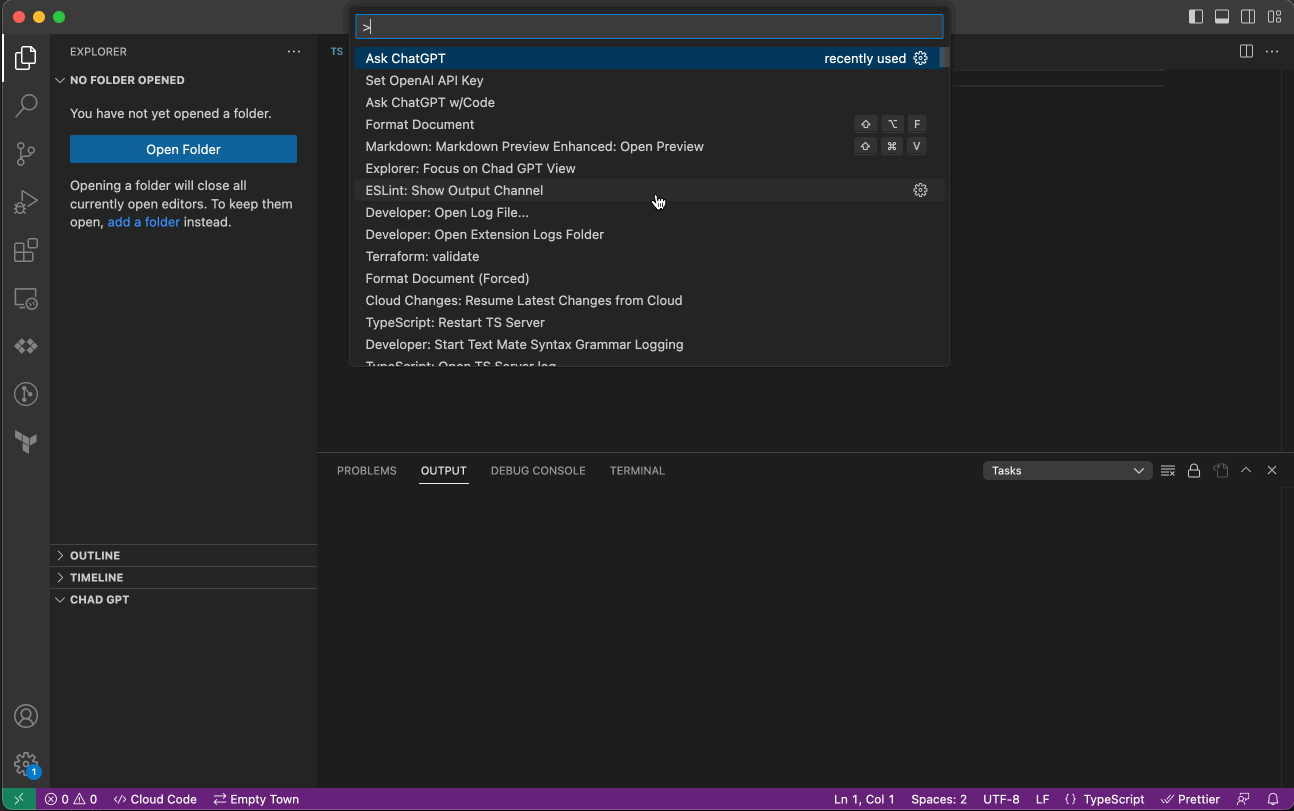 >
EXPLORER
NO FOLDER OPENED
You have not yet opened a folder.
Open Folder
Opening a folder will close all
currently open editors. To keep them
open, add a folder instead.
OUTLINE
TIMELINE
CHAD GPT
1
TS
Ask ChatGPT recently used
Set OpenAI API Key
Ask ChatGPT w/Code
Format Document ⇧ ⌥ F
Markdown: Markdown Preview Enhanced: Open Preview ⇧ ⌘ V
Explorer: Focus on Chad GPT View
ESLint: Show Output Channel
Developer: Open Log File...
Developer: Open Extension Logs Folder
Terraform: validate
Format Document (Forced)
Cloud Changes: Resume Latest Changes from Cloud
TypeScript: Restart TS Server
Developer: Start Text Mate Syntax Grammar Logging
TypeScript: Open TS Server log
PROBLEMS OUTPUT DEBUG CONSOLE TERMINAL Tasks
0 0 Cloud Code Empty Town Ln 1, Col 1 Spaces: 2 UTF-8 LF {} TypeScript Prettier